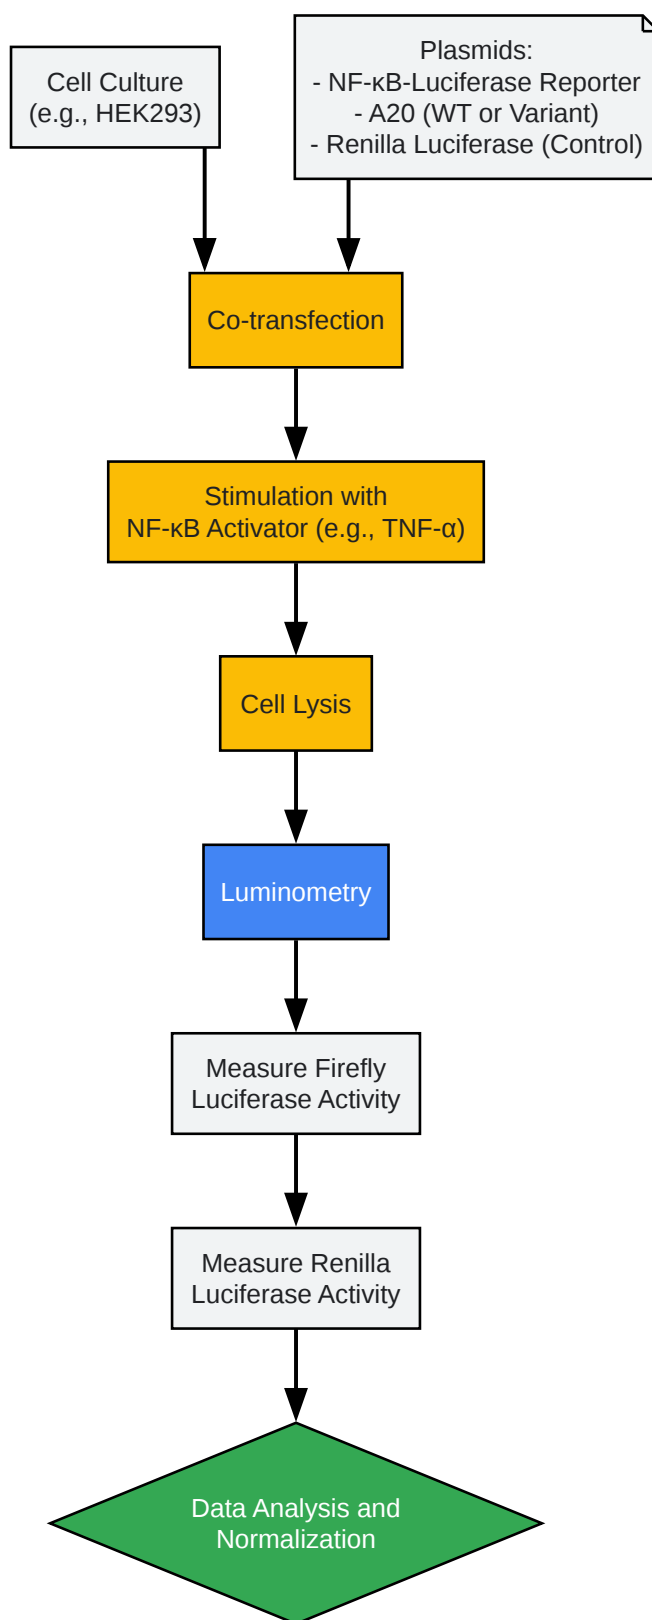 Cell Culture
(e.g., HEK293)
Plasmids:
- NF-κB-Luciferase Reporter
- A20 (WT or Variant)
- Renilla Luciferase (Control)
Co-transfection
Stimulation with
NF-κB Activator (e.g., TNF-α)
Cell Lysis
Luminometry
Measure Firefly
Luciferase Activity
Measure Renilla
Luciferase Activity
Data Analysis and
Normalization